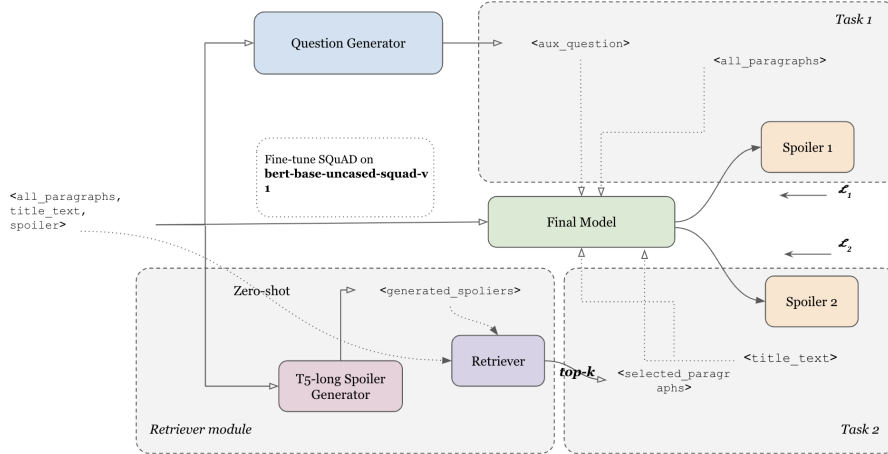 Task 1
Question Generator
<aux_question>
<all_paragraphs>
Fine-tune SQuAD on
bert-base-uncased-squad-v
1
Spoiler 1
<all_paragraphs,
title_text,
spoiler>
ℒ1
Final Model
ℒ2
Zero-shot
<generated_spoliers>
Spoiler 2
Retriever
T5-long Spoiler
Generator
top-k
<selected_paragr
aphs>
<title_text>
Retriever module
Task 2